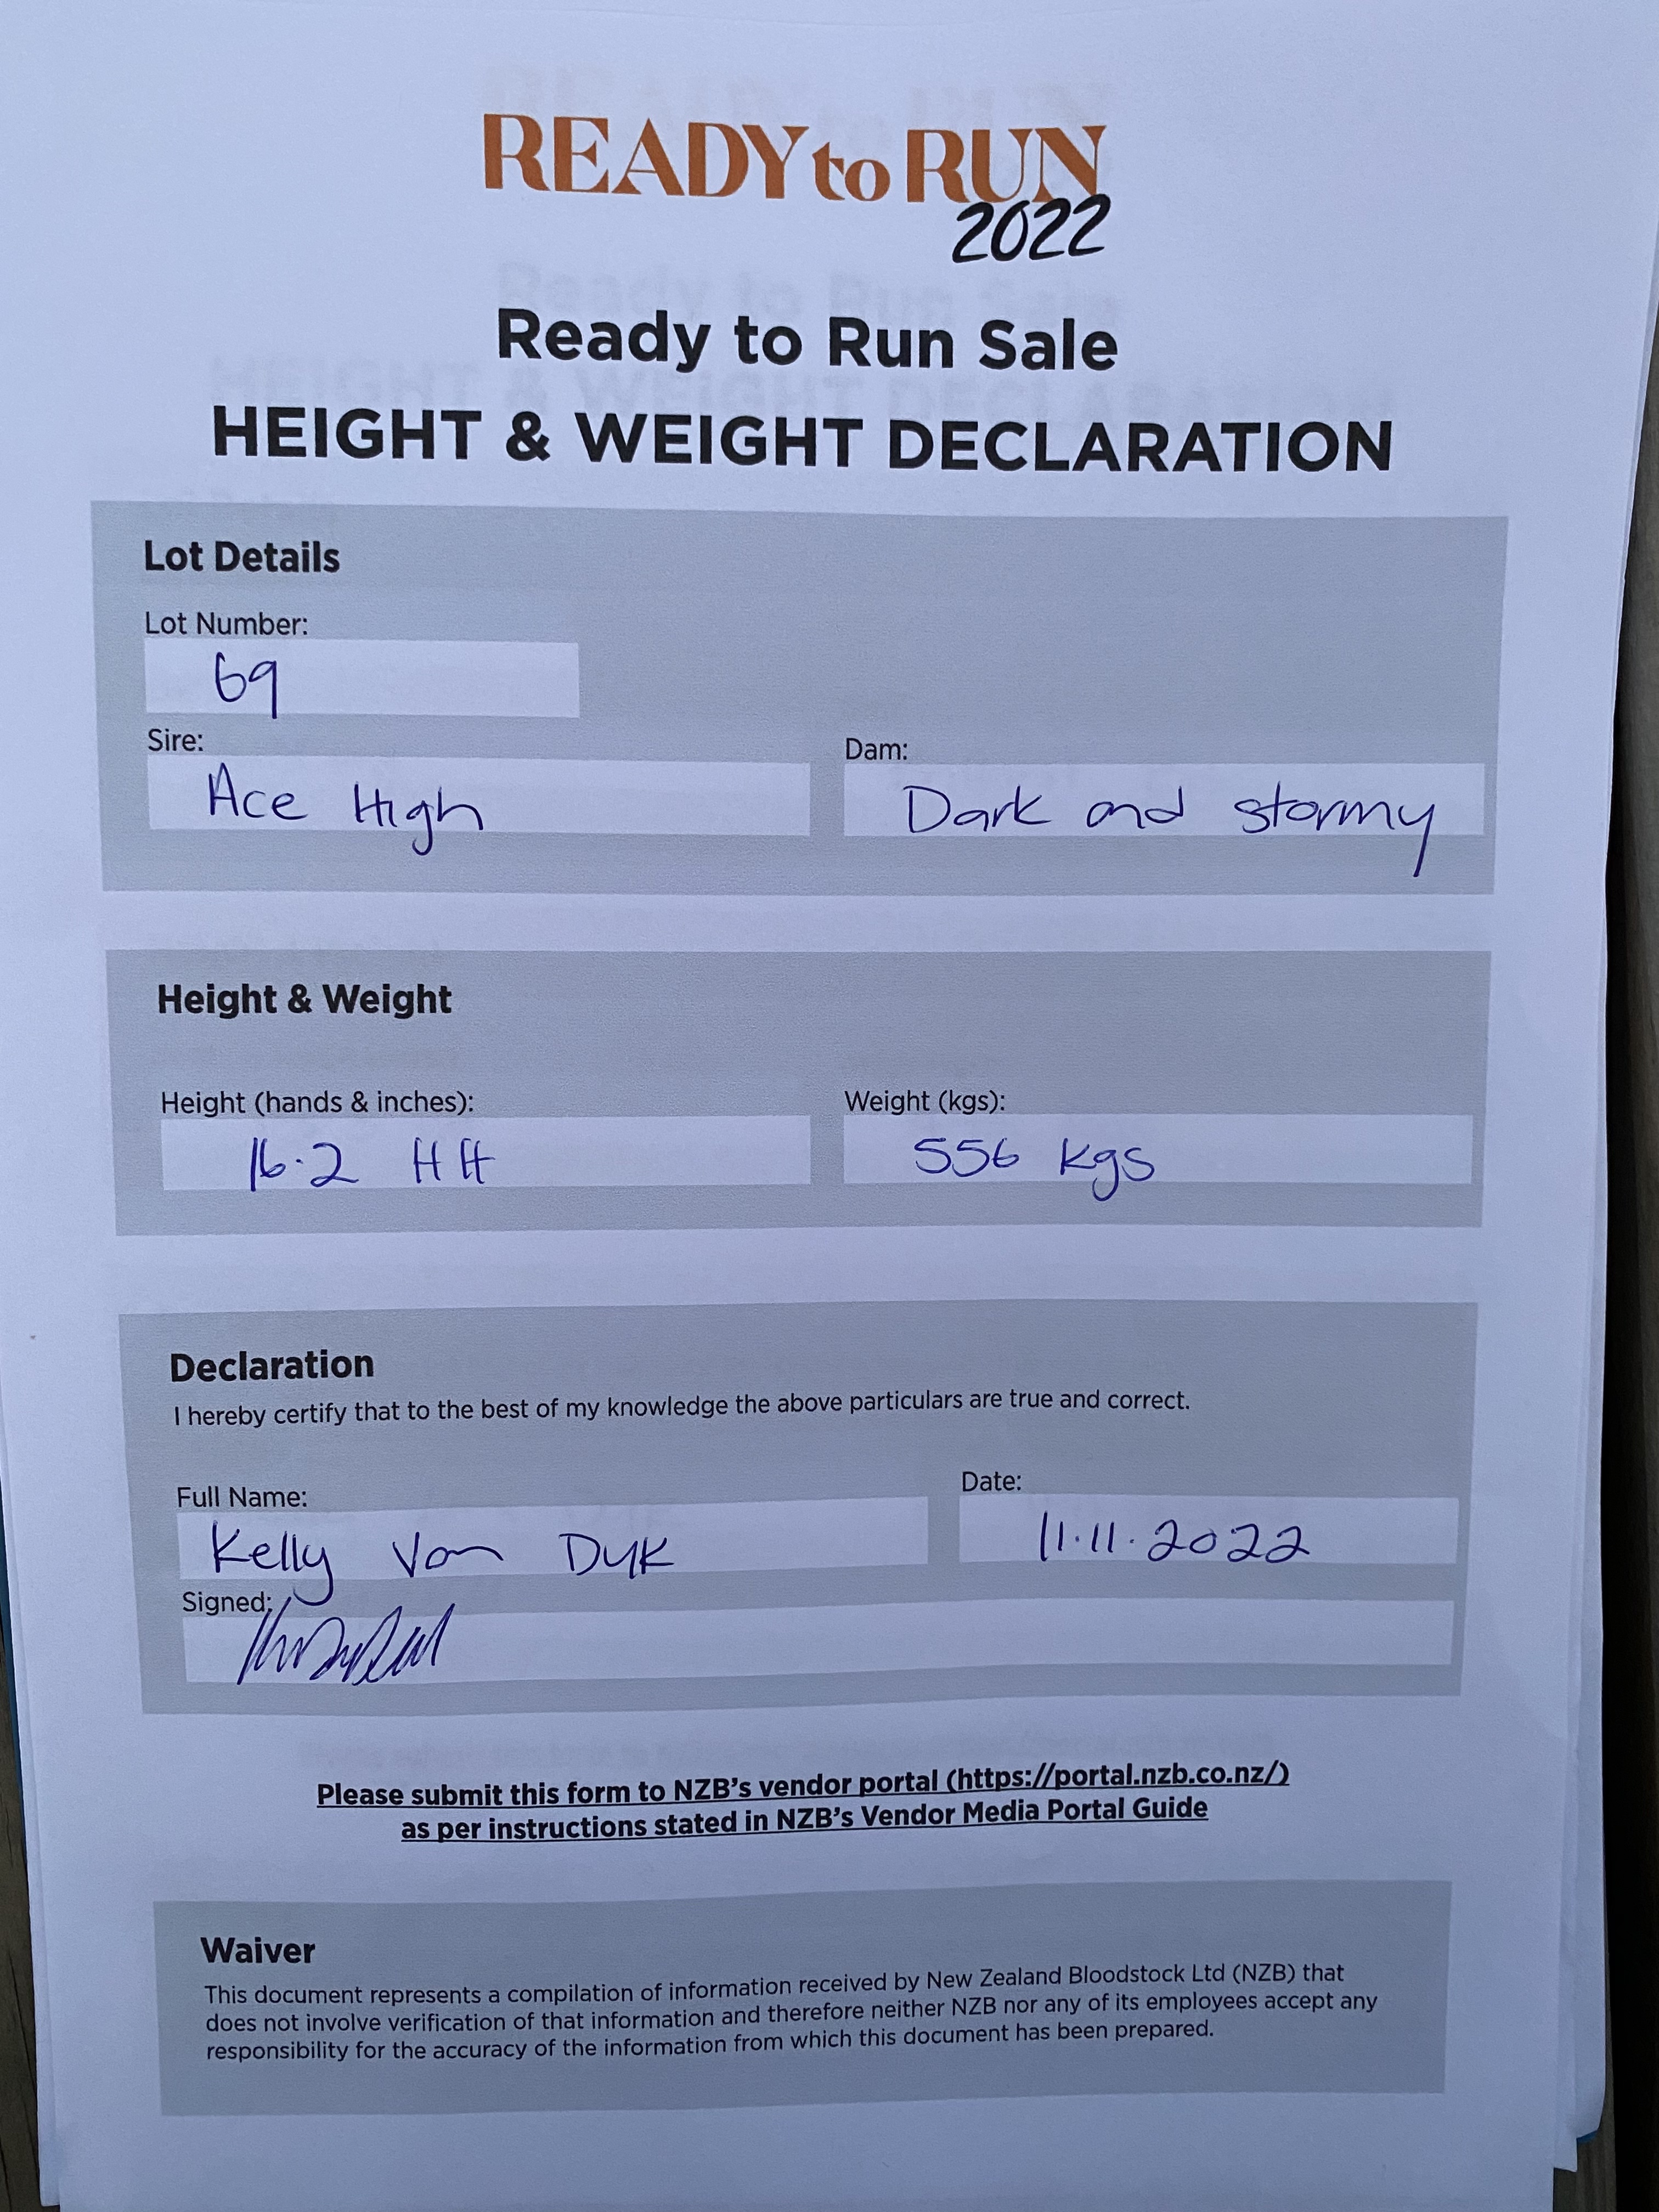 READY to RUN
2022
Ready to Run Sale
HEIGHT & WEIGHT DECLARATION
Lot Details
Lot Number:
69
Sire:
Dam:
Ace High
Dark and stormy
Height & Weight
Height (hands & inches):
Weight (kgs):
16.2 HH
556 kgs
Declaration
I hereby certify that to the best of my knowledge the above particulars are true and correct.
Full Name:
Date:
Kelly Van Dyk
11.11.2022
Signed:
Please submit this form to NZB's vendor portal (https://portal.nzb.co.nz/)
as per instructions stated in NZB's Vendor Media Portal Guide
Waiver
This document represents a compilation of information received by New Zealand Bloodstock Ltd (NZB) that
does not involve verification of that information and therefore neither NZB nor any of its employees accept any
responsibility for the accuracy of the information from which this document has been prepared.